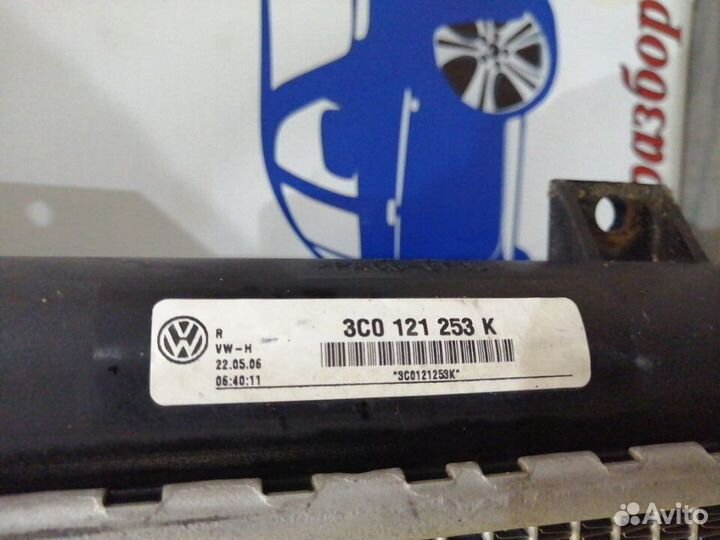 разбор
R
VW-H
22.05.06
06:40:11
3C0 121 253 K
*3C0121253K*
Avito